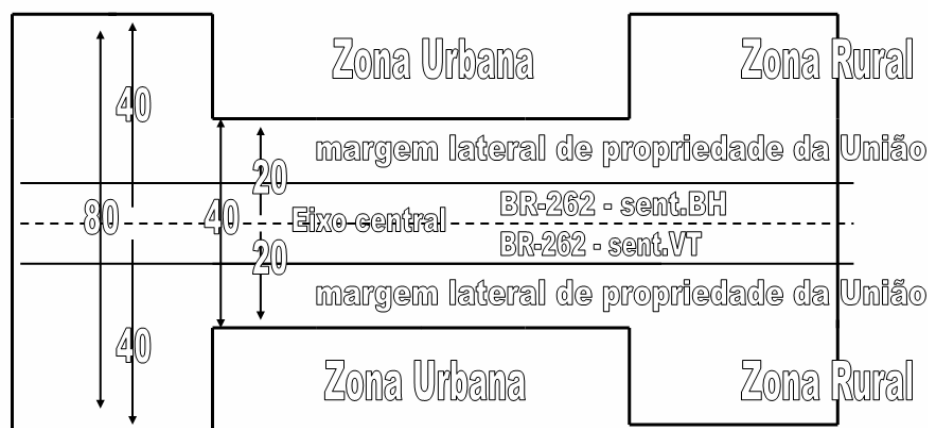 Zona Urbana
Zona Rural
40
margem lateral de propriedade da União
20
BR-262 - sent.BH
80
40
Eixo central
BR-262 - sent.VT
20
margem lateral de propriedade da União
40
Zona Urbana
Zona Rural